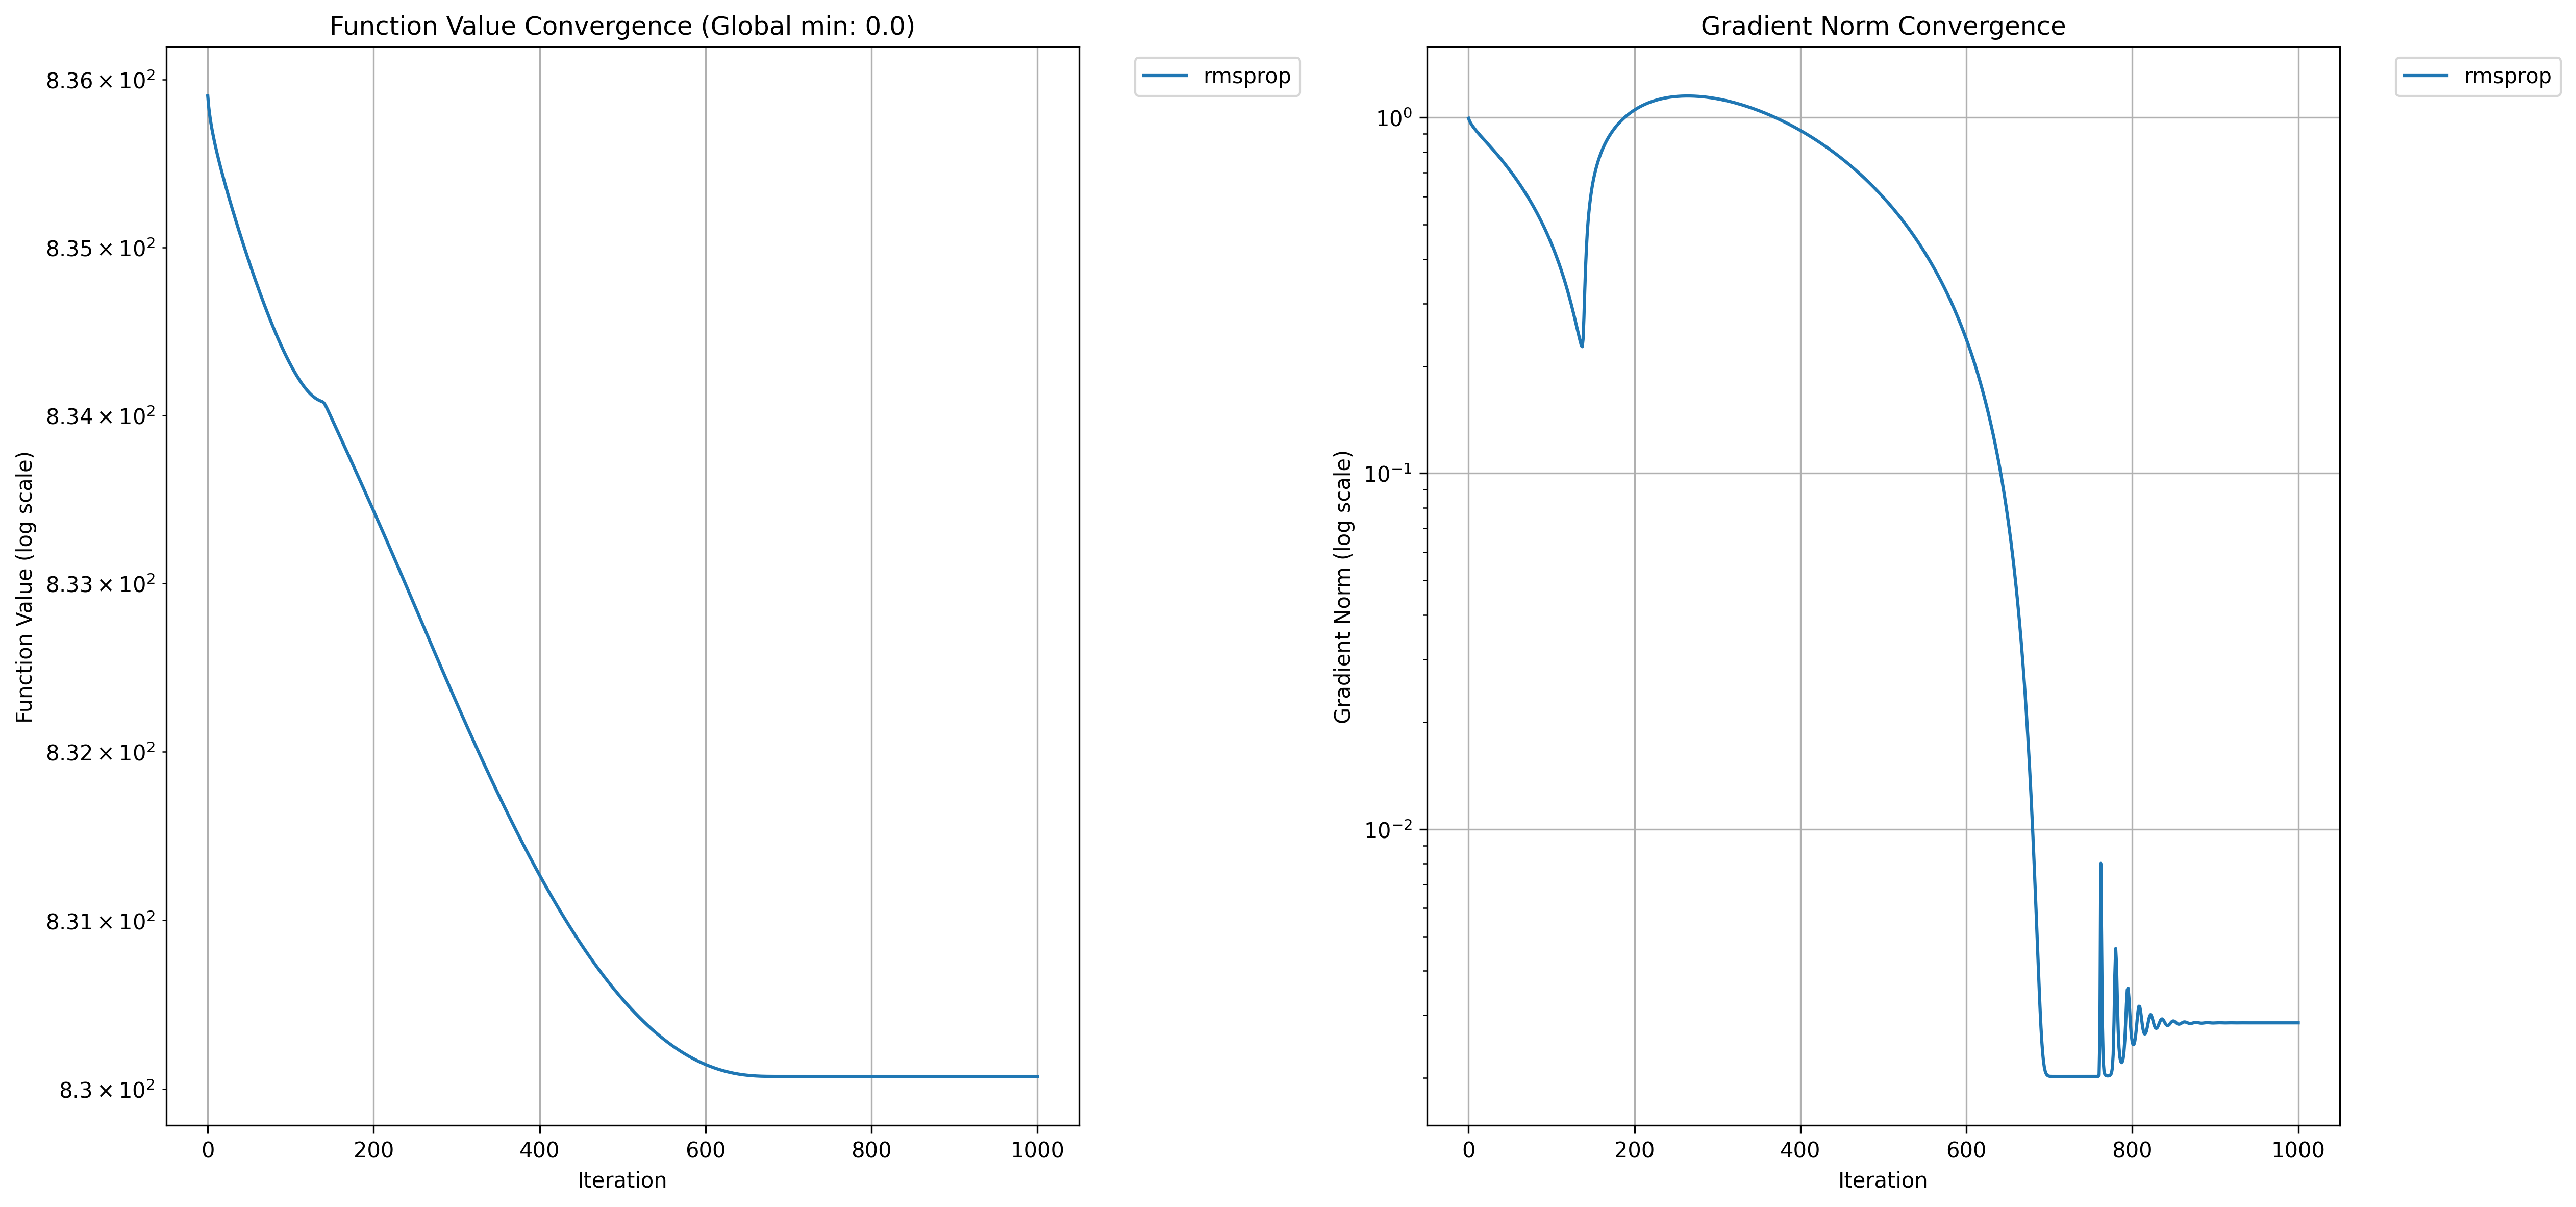 Function Value Convergence (Global min: 0.0)
8.36 × 10²
8.35 × 10²
8.34 × 10²
8.33 × 10²
8.32 × 10²
8.31 × 10²
8.3 × 10²
Function Value (log scale)
0 200 400 600 800 1000
Iteration
rmsprop
Gradient Norm Convergence
10⁰
10⁻¹
10⁻²
Gradient Norm (log scale)
0 200 400 600 800 1000
Iteration
rmsprop